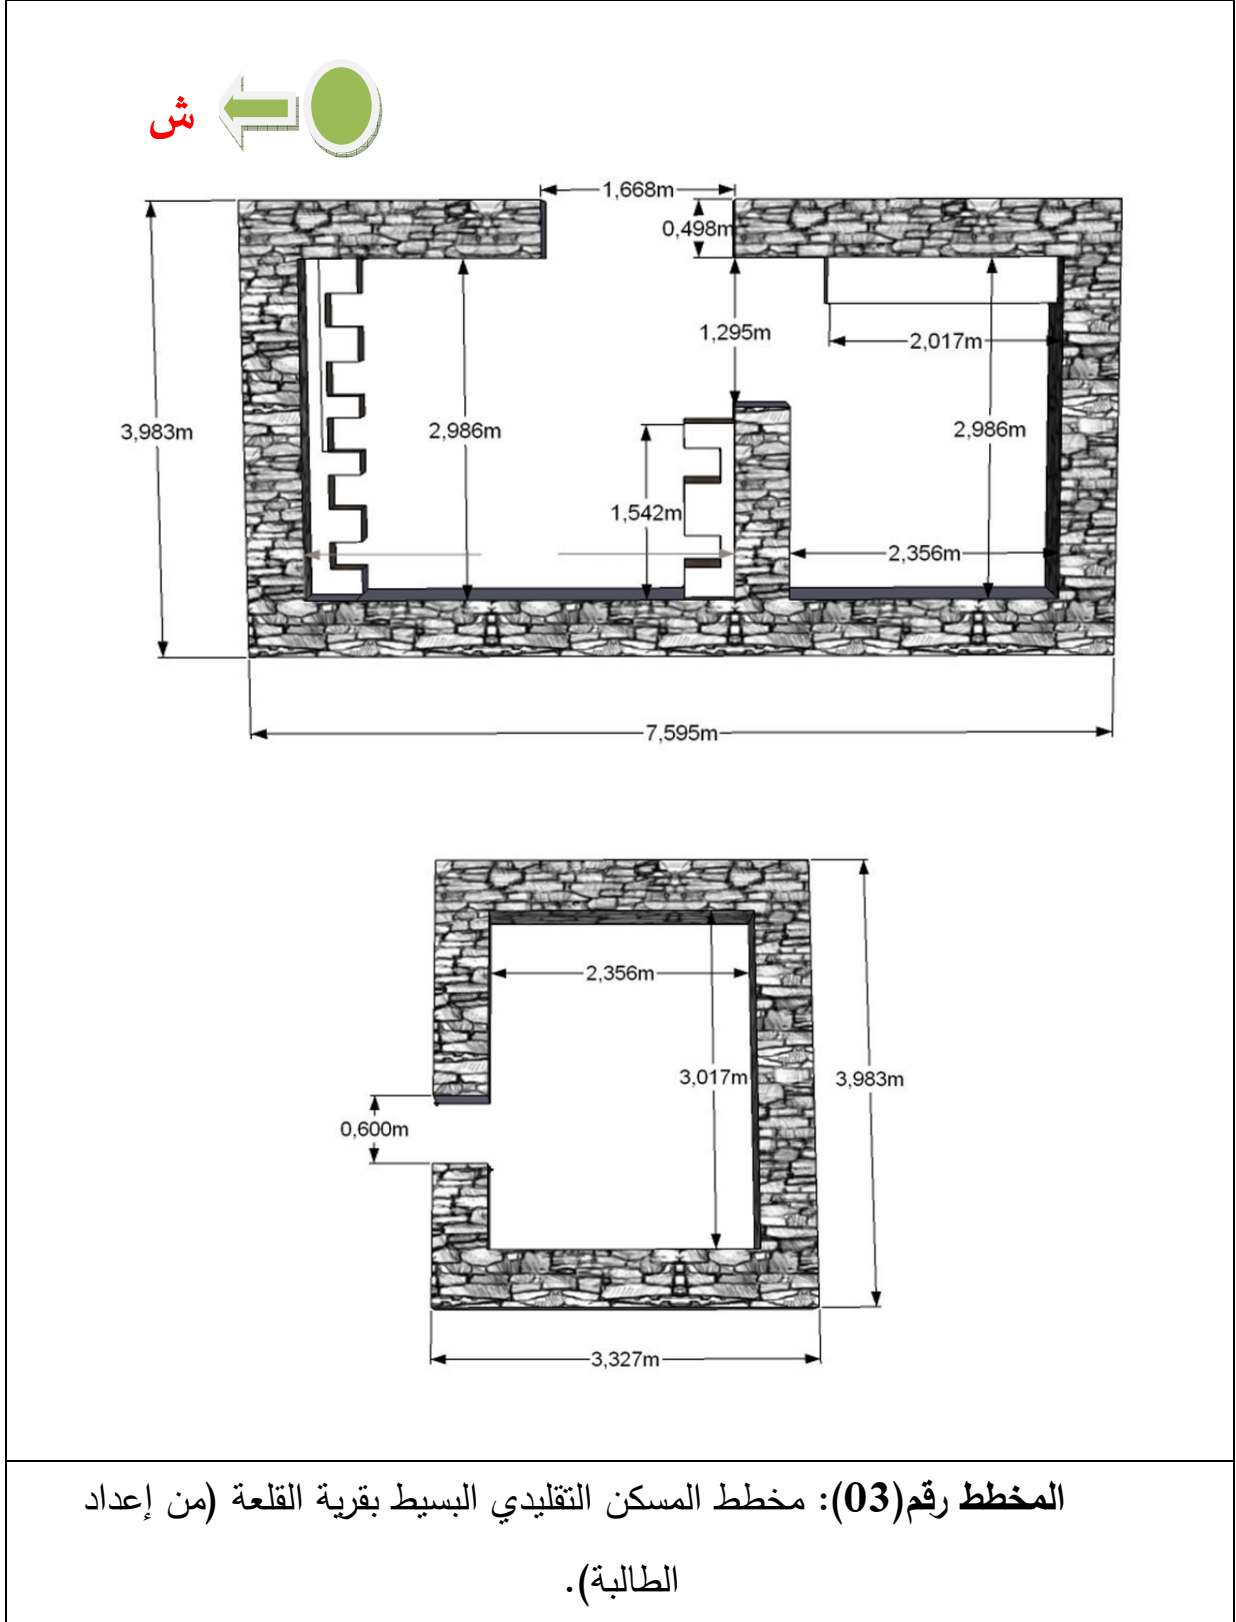 ش
1,668m
0,498m
1,295m
2,017m
3,983m
2,986m
2,986m
1,542m
2,356m
7,595m
2,356m
3,017m
3,983m
0,600m
3,327m
المخطط رقم(03): مخطط المسكن التقليدي البسيط بقرية القلعة (من إعداد
الطالبة).